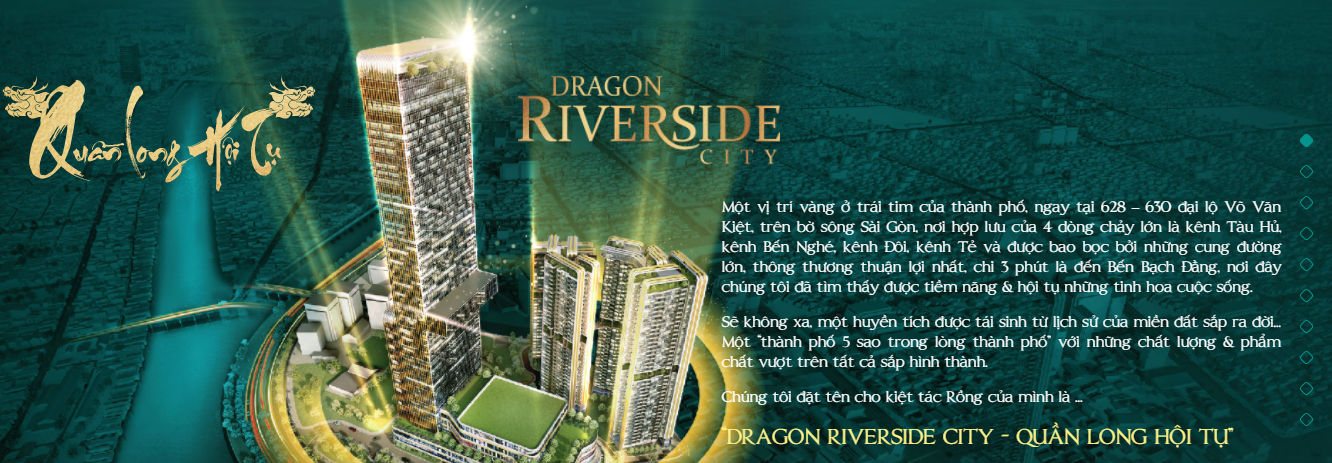 Quần long Hội Tụ
DRAGON
RIVERSIDE
CITY
Một vị trí vàng ở trái tim của thành phố, ngay tại 628 – 630 đại lộ Võ Văn
Kiệt, trên bờ sông Sài Gòn, nơi hợp lưu của 4 dòng chảy lớn là kênh Tàu Hủ,
kênh Bến Nghé, kênh Đôi, kênh Tẻ và được bao bọc bởi những cung đường
lớn, thông thương thuận lợi nhất, chỉ 3 phút là đến Bến Bạch Đằng, nơi đây
chúng tôi đã tìm thấy được tiềm năng & hội tụ những tinh hoa cuộc sống.
Sẽ không xa, một huyền tích được tái sinh từ lịch sử của miền đất sắp ra đời...
Một "thành phố 5 sao trong lòng thành phố" với những chất lượng & phẩm
chất vượt trên tất cả sắp hình thành.
Chúng tôi đặt tên cho kiệt tác Rồng của mình là ...
"DRAGON RIVERSIDE CITY - QUẦN LONG HỘI TỤ"